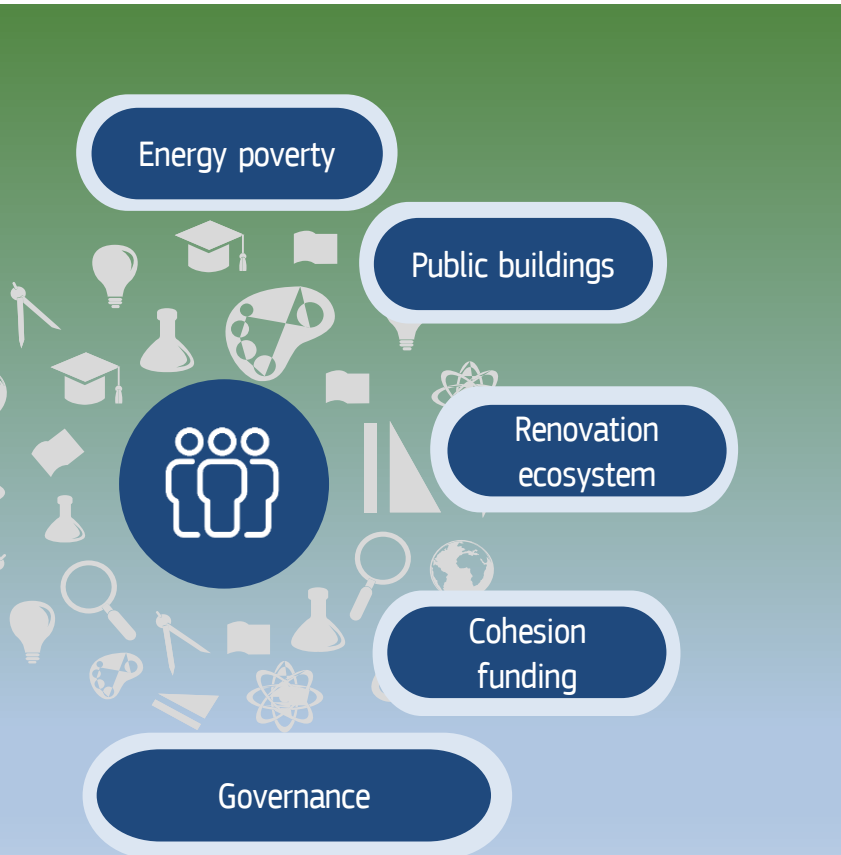 Energy poverty
Public buildings
Renovation
ecosystem
Cohesion
funding
Governance